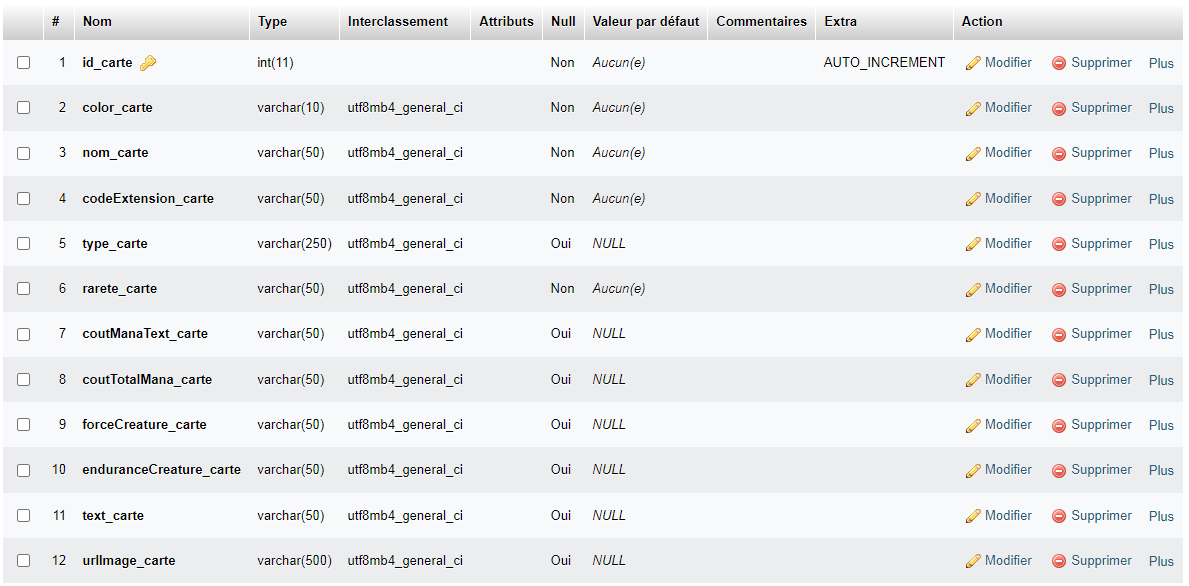 # Nom Type Interclassement Attributs Null Valeur par défaut Commentaires Extra Action
1 id_carte int(11) Non Aucun(e) AUTO_INCREMENT Modifier Supprimer Plus
2 color_carte varchar(10) utf8mb4_general_ci Non Aucun(e) Modifier Supprimer Plus
3 nom_carte varchar(50) utf8mb4_general_ci Non Aucun(e) Modifier Supprimer Plus
4 codeExtension_carte varchar(50) utf8mb4_general_ci Non Aucun(e) Modifier Supprimer Plus
5 type_carte varchar(250) utf8mb4_general_ci Oui NULL Modifier Supprimer Plus
6 rarete_carte varchar(50) utf8mb4_general_ci Non Aucun(e) Modifier Supprimer Plus
7 coutManaText_carte varchar(50) utf8mb4_general_ci Oui NULL Modifier Supprimer Plus
8 coutTotalMana_carte varchar(50) utf8mb4_general_ci Oui NULL Modifier Supprimer Plus
9 forceCreature_carte varchar(50) utf8mb4_general_ci Oui NULL Modifier Supprimer Plus
10 enduranceCreature_carte varchar(50) utf8mb4_general_ci Oui NULL Modifier Supprimer Plus
11 text_carte varchar(50) utf8mb4_general_ci Oui NULL Modifier Supprimer Plus
12 urlImage_carte varchar(500) utf8mb4_general_ci Oui NULL Modifier Supprimer Plus